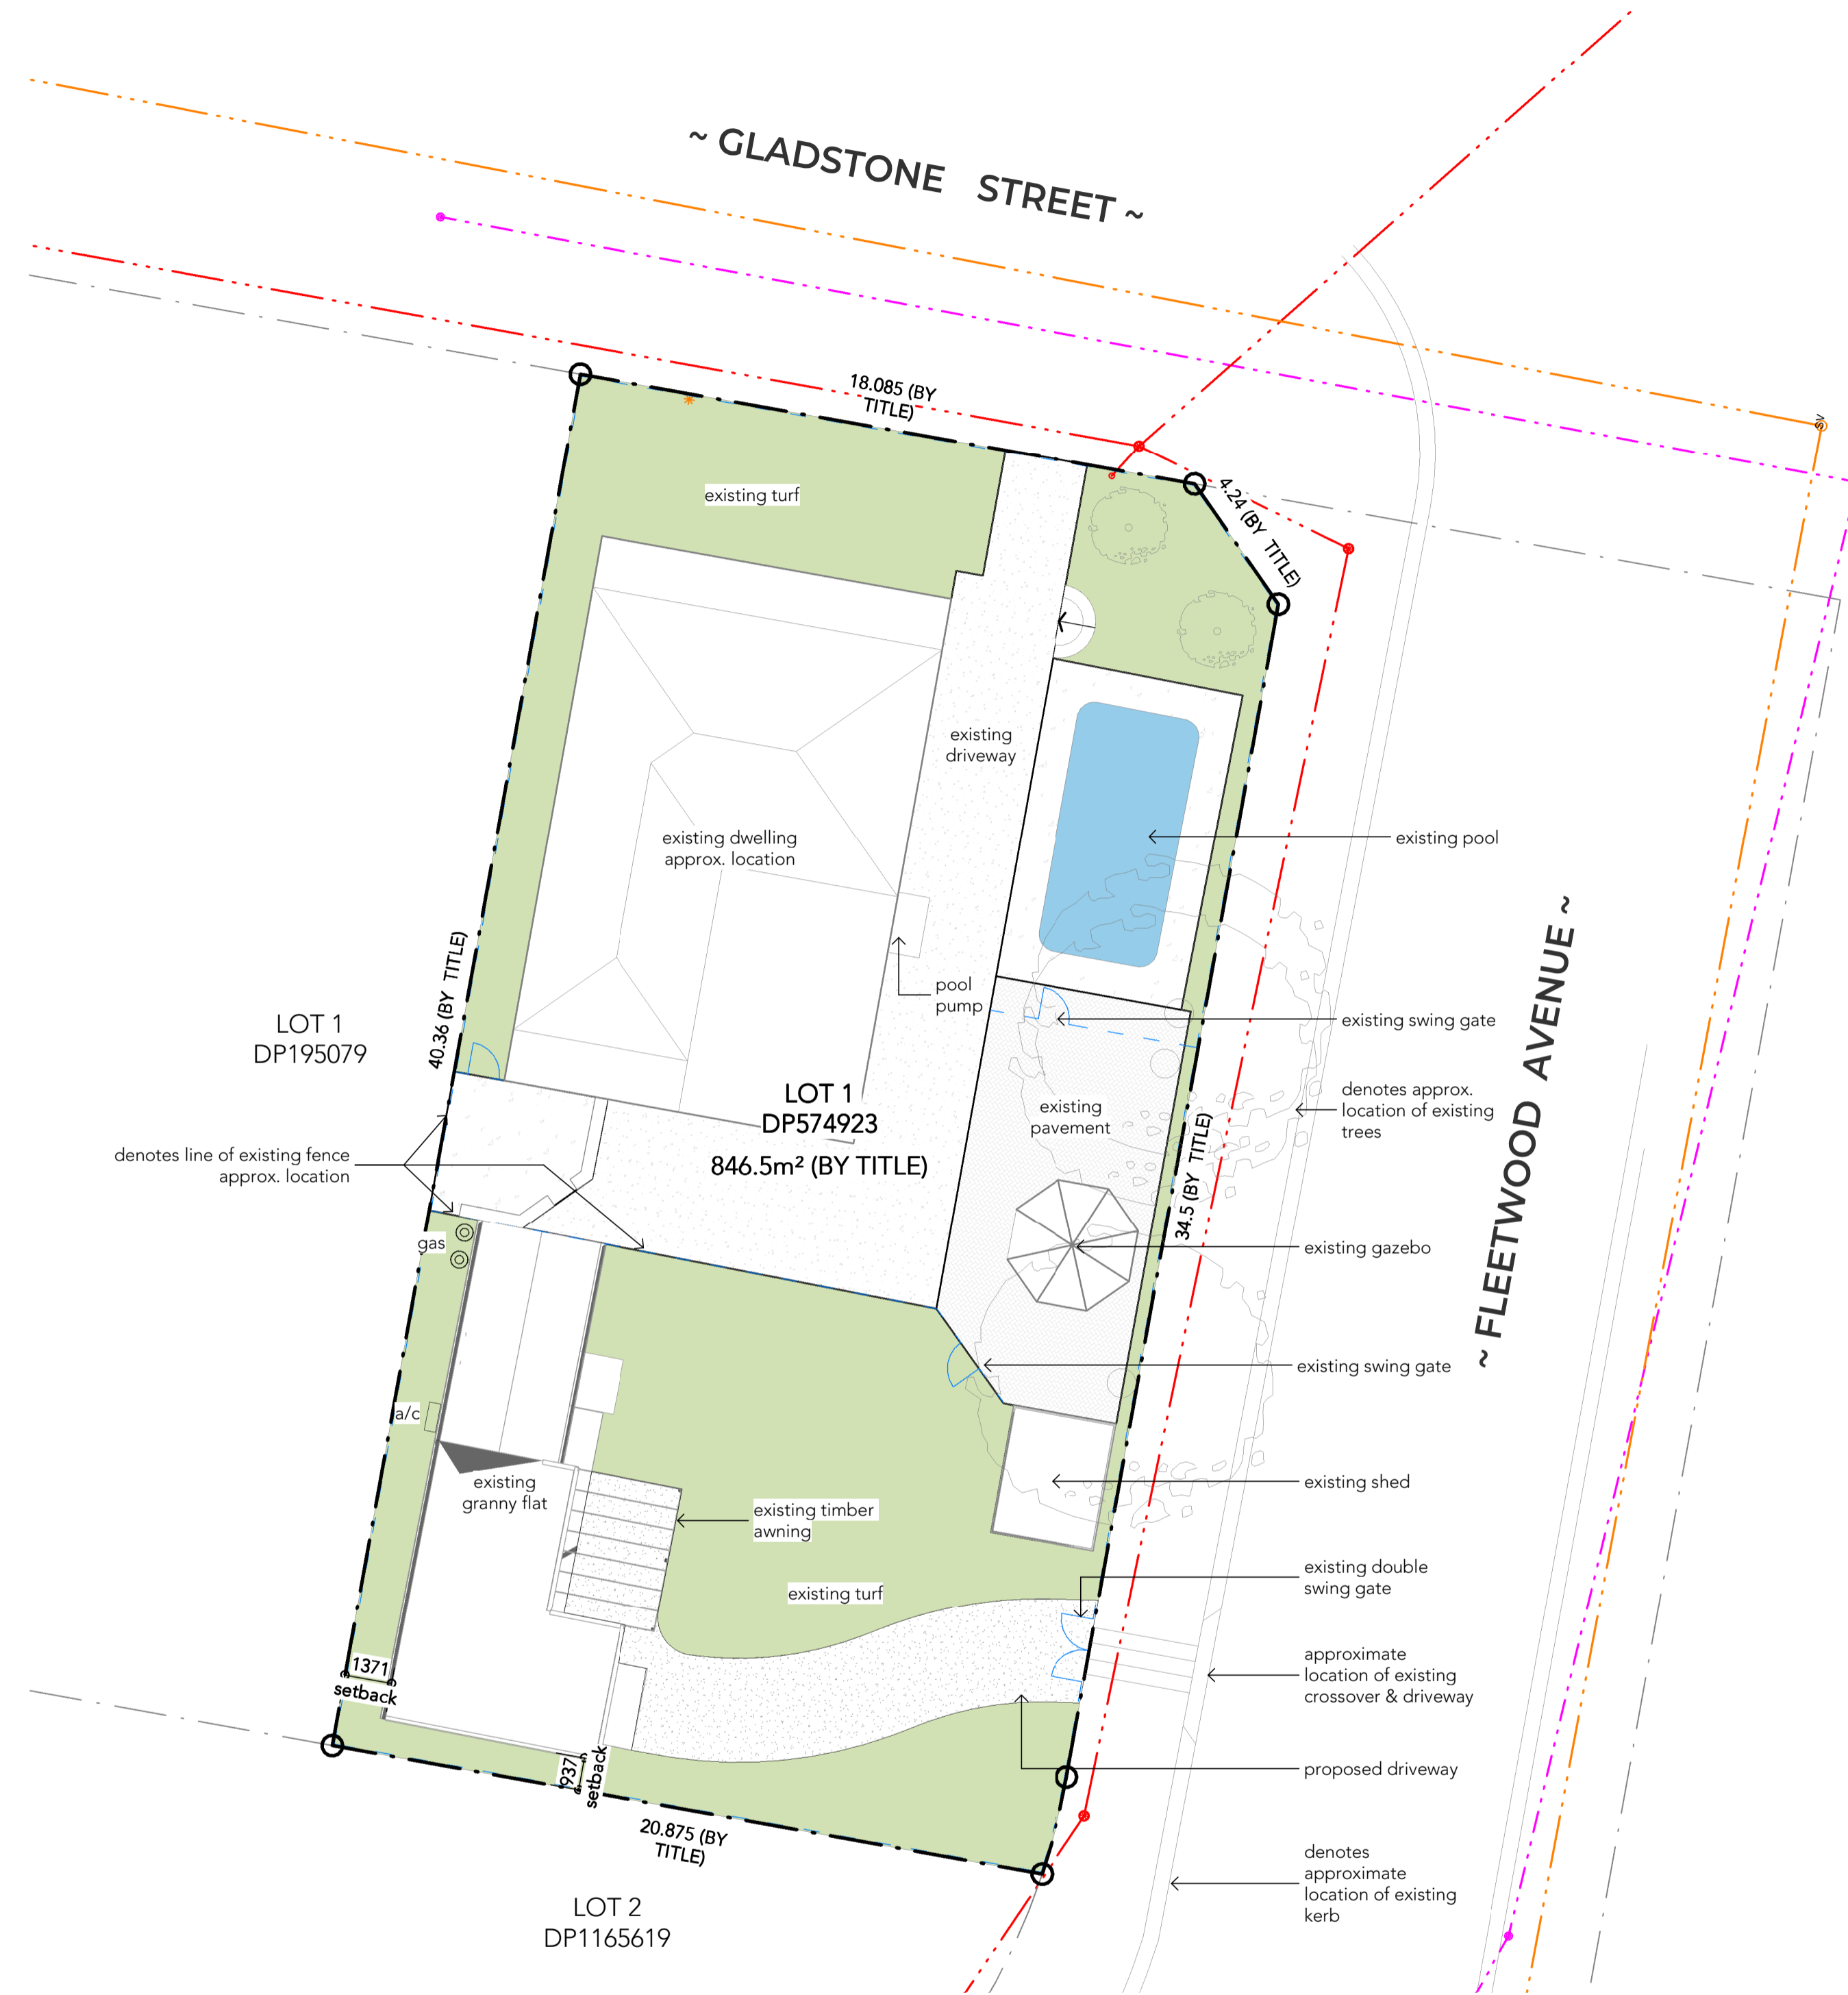 ~ GLADSTONE STREET ~
SV
18.085 (BY
TITLE)
4.24 (BY TITLE)
existing turf
existing
driveway
existing dwelling
approx. location
existing pool
pool
pump
existing swing gate
40.36 (BY TITLE)
LOT 1
DP195079
LOT 1
DP574923
846.5m² (BY TITLE)
existing
pavement
denotes approx.
location of existing
trees
~ FLEETWOOD AVENUE ~
34.5 (BY TITLE)
denotes line of existing fence
approx. location
gas
existing gazebo
existing swing gate
a/c
existing
granny flat
existing timber
awning
existing shed
existing turf
existing double
swing gate
approximate
location of existing
crossover & driveway
1371
setback
937
setback
proposed driveway
20.875 (BY
TITLE)
denotes
approximate
location of existing
kerb
LOT 2
DP1165619